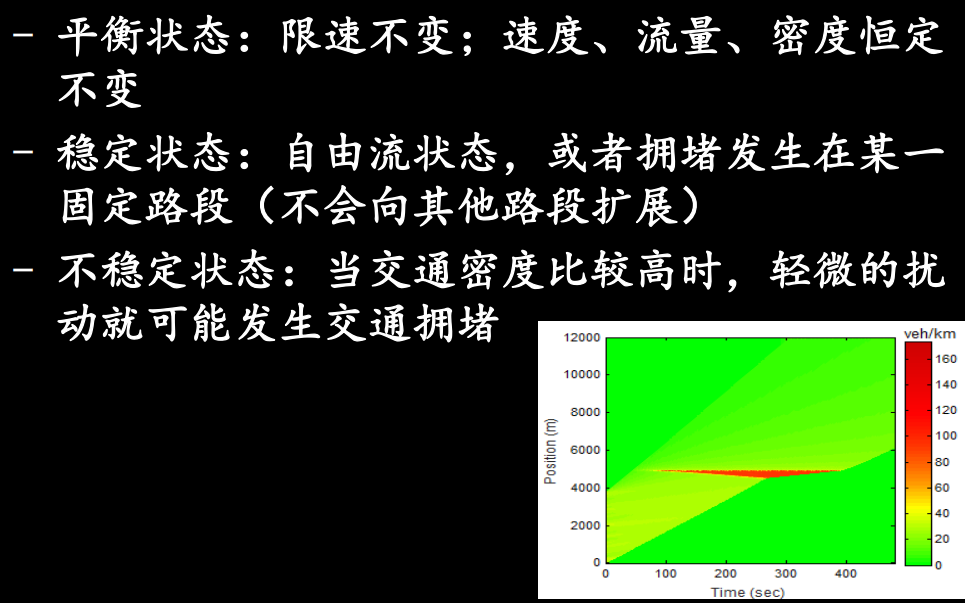 – 平衡状态：限速不变；速度、流量、密度恒定
不变
– 稳定状态：自由流状态，或者拥堵发生在某一
固定路段（不会向其他路段扩展）
– 不稳定状态：当交通密度比较高时，轻微的扰
动就可能发生交通拥堵
veh/km
12000
10000
8000
6000
4000
2000
0
Position (m)
0 100 200 300 400
Time (sec)
160
140
120
100
80
60
40
20
0